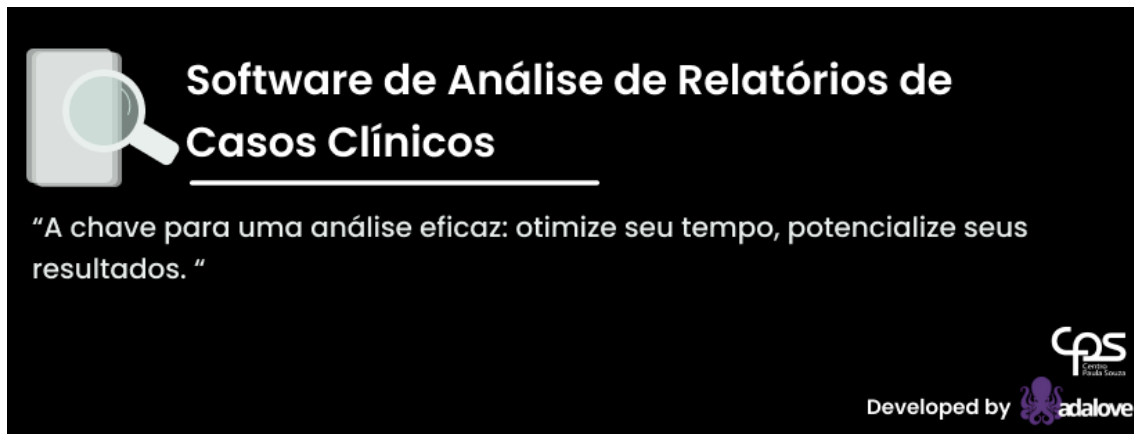 Software de Análise de Relatórios de
Casos Clínicos
“A chave para uma análise eficaz: otimize seu tempo, potencialize seus
resultados. “
CPS
Centro
Paula Souza
Developed by adalove